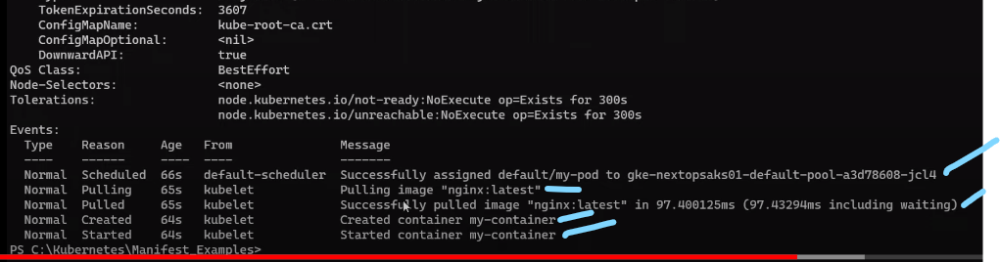 TokenExpirationSeconds: 3607
ConfigMapName: kube-root-ca.crt
ConfigMapOptional: <nil>
DownwardAPI: true
QoS Class: BestEffort
Node-Selectors: <none>
Tolerations: node.kubernetes.io/not-ready:NoExecute op=Exists for 300s
node.kubernetes.io/unreachable:NoExecute op=Exists for 300s
Events:
Type Reason Age From Message
---- ------ ---- ---- -------
Normal Scheduled 66s default-scheduler Successfully assigned default/my-pod to gke-nextopsaks01-default-pool-a3d78608-jcl4
Normal Pulling 65s kubelet Pulling image "nginx:latest"
Normal Pulled 65s kubelet Successfully pulled image "nginx:latest" in 97.400125ms (97.43294ms including waiting)
Normal Created 64s kubelet Created container my-container
Normal Started 64s kubelet Started container my-container
PS C:\Kubernetes\Manifest_Examples>